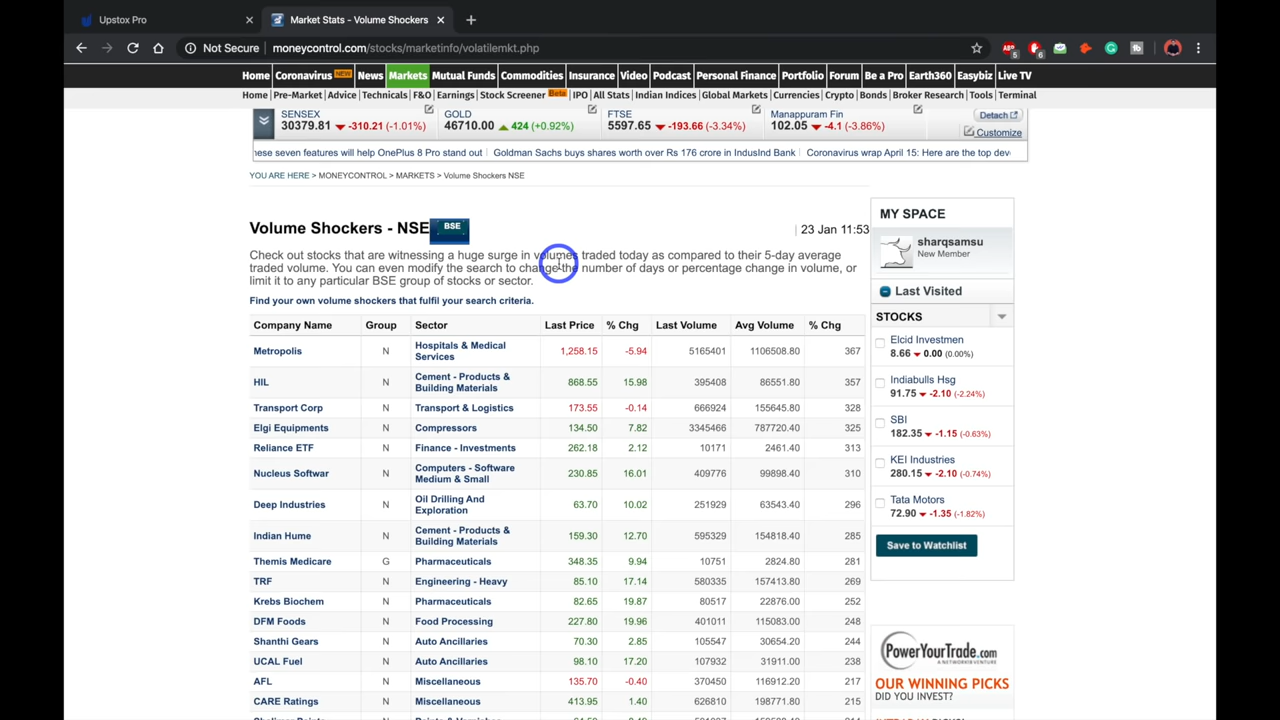 Upstox Pro
Market Stats - Volume Shockers
Not Secure
moneycontrol.com/stocks/marketinfo/volatilemkt.php
ABP
5
6
Home Coronavirus NEW News Markets Mutual Funds Commodities Insurance Video Podcast Personal Finance Portfolio Forum Be a Pro Earth360 Easybiz Live TV
Home Pre-Market Advice Technicals F&O Earnings Stock Screener Beta IPO All Stats Indian Indices Global Markets Currencies Crypto Bonds Broker Research Tools Terminal
SENSEX GOLD FTSE Manappuram Fin Detach
30379.81 -310.21 (-1.01%) 46710.00 424 (+0.92%) 5597.65 -193.66 (-3.34%) 102.05 -4.1 (-3.86%) Customize
hese seven features will help OnePlus 8 Pro stand out | Goldman Sachs buys shares worth over Rs 176 crore in IndusInd Bank | Coronavirus wrap April 15: Here are the top dev
YOU ARE HERE > MONEYCONTROL > MARKETS > Volume Shockers NSE
Volume Shockers - NSE BSE | 23 Jan 11:53
Check out stocks that are witnessing a huge surge in volumes traded today as compared to their 5-day average
traded volume. You can even modify the search to change the number of days or percentage change in volume, or
limit it to any particular BSE group of stocks or sector.
Find your own volume shockers that fulfil your search criteria.
Company Name Group Sector Last Price % Chg Last Volume Avg Volume % Chg
Metropolis N Hospitals & Medical Services 1,258.15 -5.94 5165401 1106508.80 367
HIL N Cement - Products & Building Materials 868.55 15.98 395408 86551.80 357
Transport Corp N Transport & Logistics 173.55 -0.14 666924 155645.80 328
Elgi Equipments N Compressors 134.50 7.82 3345466 787720.40 325
Reliance ETF N Finance - Investments 262.18 2.12 10171 2461.40 313
Nucleus Softwar N Computers - Software Medium & Small 230.85 16.01 409776 99898.40 310
Deep Industries N Oil Drilling And Exploration 63.70 10.02 251929 63543.40 296
Indian Hume N Cement - Products & Building Materials 159.30 12.70 595329 154818.40 285
Themis Medicare G Pharmaceuticals 348.35 9.94 10751 2824.80 281
TRF N Engineering - Heavy 85.10 17.14 580335 157413.80 269
Krebs Biochem N Pharmaceuticals 82.65 19.87 80517 22876.00 252
DFM Foods N Food Processing 227.80 19.96 401011 115083.00 248
Shanthi Gears N Auto Ancillaries 70.30 2.85 105547 30654.20 244
UCAL Fuel N Auto Ancillaries 98.10 17.20 107932 31911.00 238
AFL N Miscellaneous 135.70 -0.40 370450 116912.20 217
CARE Ratings N Miscellaneous 413.95 1.40 626810 198771.80 215
MY SPACE
sharqsamsu
New Member
Last Visited
STOCKS
Elcid Investmen
8.66 0.00 (0.00%)
Indiabulls Hsg
91.75 -2.10 (-2.24%)
SBI
182.35 -1.15 (-0.63%)
KEI Industries
280.15 -2.10 (-0.74%)
Tata Motors
72.90 -1.35 (-1.82%)
Save to Watchlist
PowerYourTrade.com
A NETWORK18 VENTURE
OUR WINNING PICKS
DID YOU INVEST?